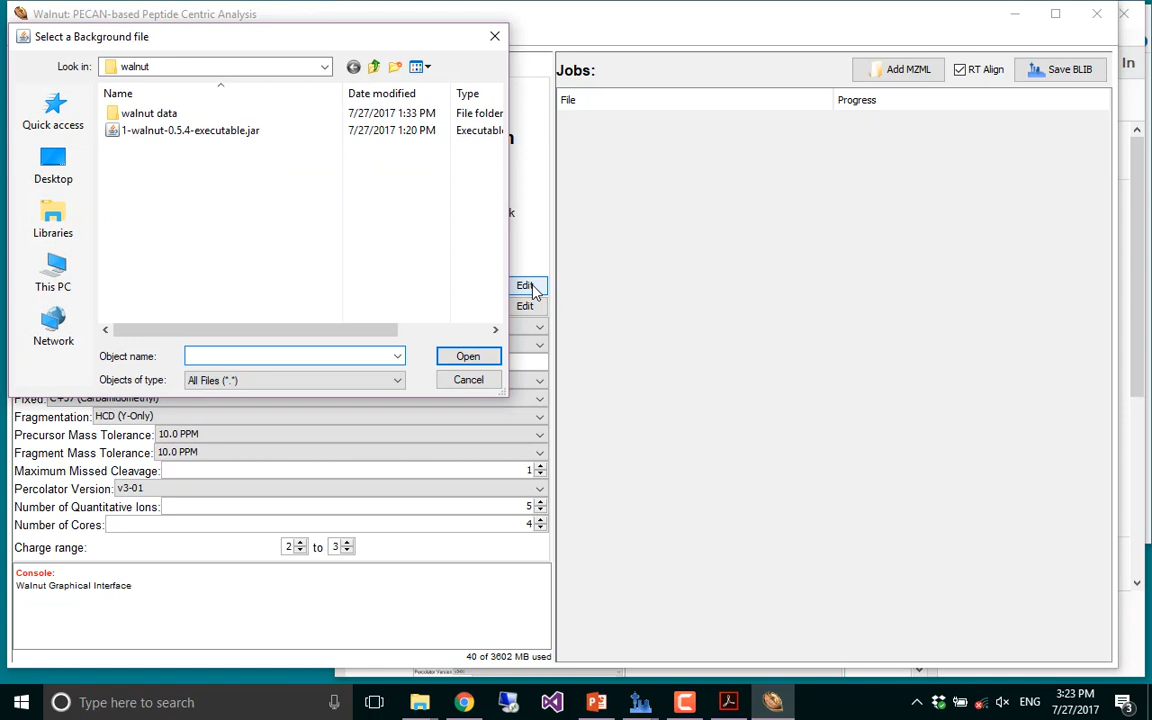 Walnut: PECAN-based Peptide Centric Analysis
Select a Background file
Look in: walnut
Name Date modified Type
walnut data 7/27/2017 1:33 PM File folder
1-walnut-0.5.4-executable.jar 7/27/2017 1:20 PM Executable
Quick access
Desktop
Libraries
This PC
Network
Object name: Open
Objects of type: All Files (*.*) Cancel
Jobs: Add MZML RT Align Save BLIB
File Progress
In
k
Edit
Edit
Fixed: C+57 (Carbamidomethyl)
Fragmentation: HCD (Y-Only)
Precursor Mass Tolerance: 10.0 PPM
Fragment Mass Tolerance: 10.0 PPM
Maximum Missed Cleavage: 1
Percolator Version: v3-01
Number of Quantitative Ions: 5
Number of Cores: 4
Charge range: 2 to 3
Console:
Walnut Graphical Interface
40 of 3602 MB used
Type here to search
ENG
3:23 PM
7/27/2017
3